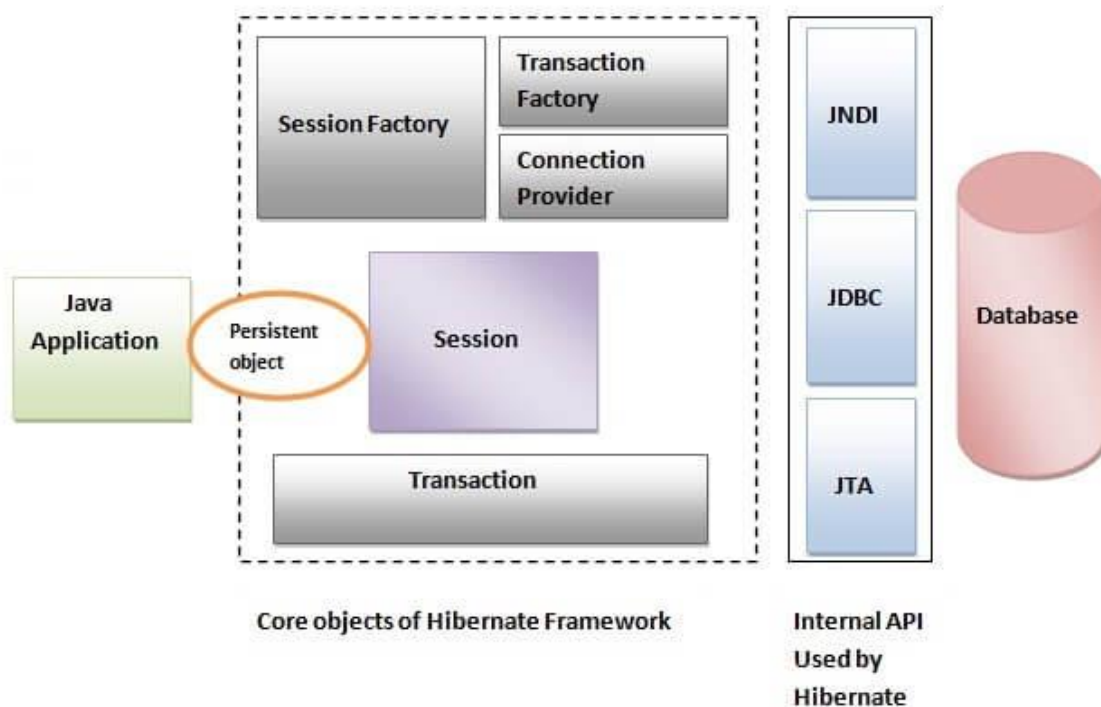 Session Factory
Transaction
Factory
Connection
Provider
Java
Application
Persistent
object
Session
Transaction
JNDI
JDBC
JTA
Database
Core objects of Hibernate Framework
Internal API
Used by
Hibernate